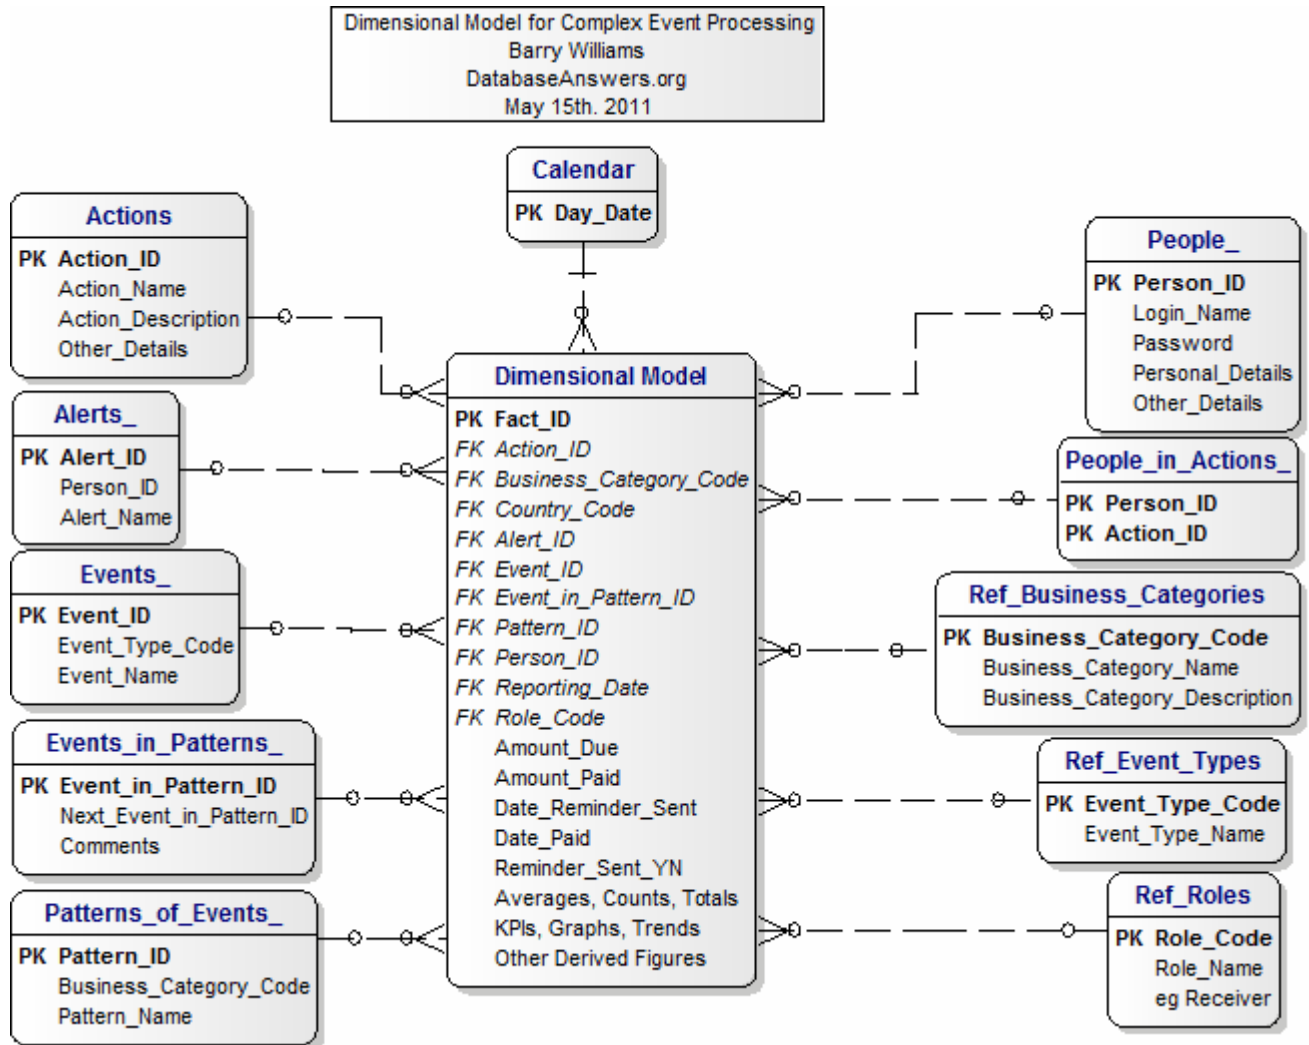 Dimensional Model for Complex Event Processing
Barry Williams
DatabaseAnswers.org
May 15th. 2011
Calendar
PK Day_Date
Actions
PK Action_ID
Action_Name
Action_Description
Other_Details
Alerts_
PK Alert_ID
Person_ID
Alert_Name
Events_
PK Event_ID
Event_Type_Code
Event_Name
Events_in_Patterns_
PK Event_in_Pattern_ID
Next_Event_in_Pattern_ID
Comments
Patterns_of_Events_
PK Pattern_ID
Business_Category_Code
Pattern_Name
Dimensional Model
PK Fact_ID
FK Action_ID
FK Business_Category_Code
FK Country_Code
FK Alert_ID
FK Event_ID
FK Event_in_Pattern_ID
FK Pattern_ID
FK Person_ID
FK Reporting_Date
FK Role_Code
Amount_Due
Amount_Paid
Date_Reminder_Sent
Date_Paid
Reminder_Sent_YN
Averages, Counts, Totals
KPIs, Graphs, Trends
Other Derived Figures
People_
PK Person_ID
Login_Name
Password
Personal_Details
Other_Details
People_in_Actions_
PK Person_ID
PK Action_ID
Ref_Business_Categories
PK Business_Category_Code
Business_Category_Name
Business_Category_Description
Ref_Event_Types
PK Event_Type_Code
Event_Type_Name
Ref_Roles
PK Role_Code
Role_Name
eg Receiver